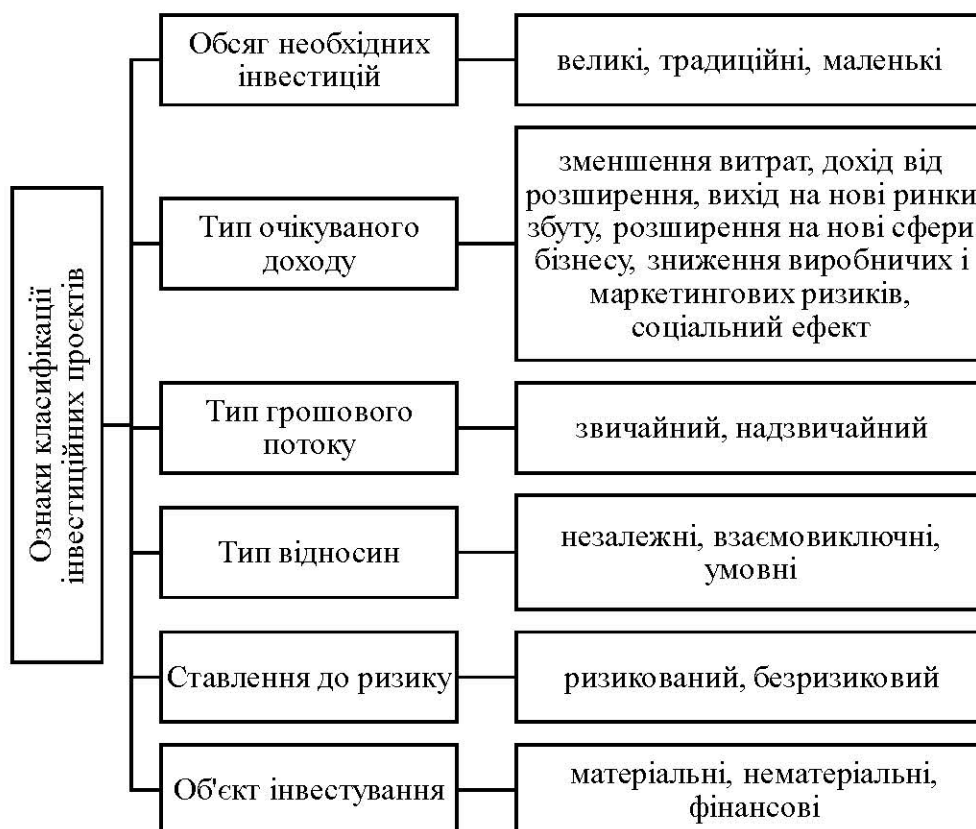 Ознаки класифікації
інвестиційних проєктів
Обсяг необхідних
інвестицій
великі, традиційні, маленькі
Тип очікуваного
доходу
зменшення витрат, дохід від
розширення, вихід на нові ринки
збуту, розширення на нові сфери
бізнесу, зниження виробничих і
маркетингових ризиків,
соціальний ефект
Тип грошового
потоку
звичайний, надзвичайний
Тип відносин
незалежні, взаємовиключні,
умовні
Ставлення до ризику
ризикований, безризиковий
Об'єкт інвестування
матеріальні, нематеріальні,
фінансові